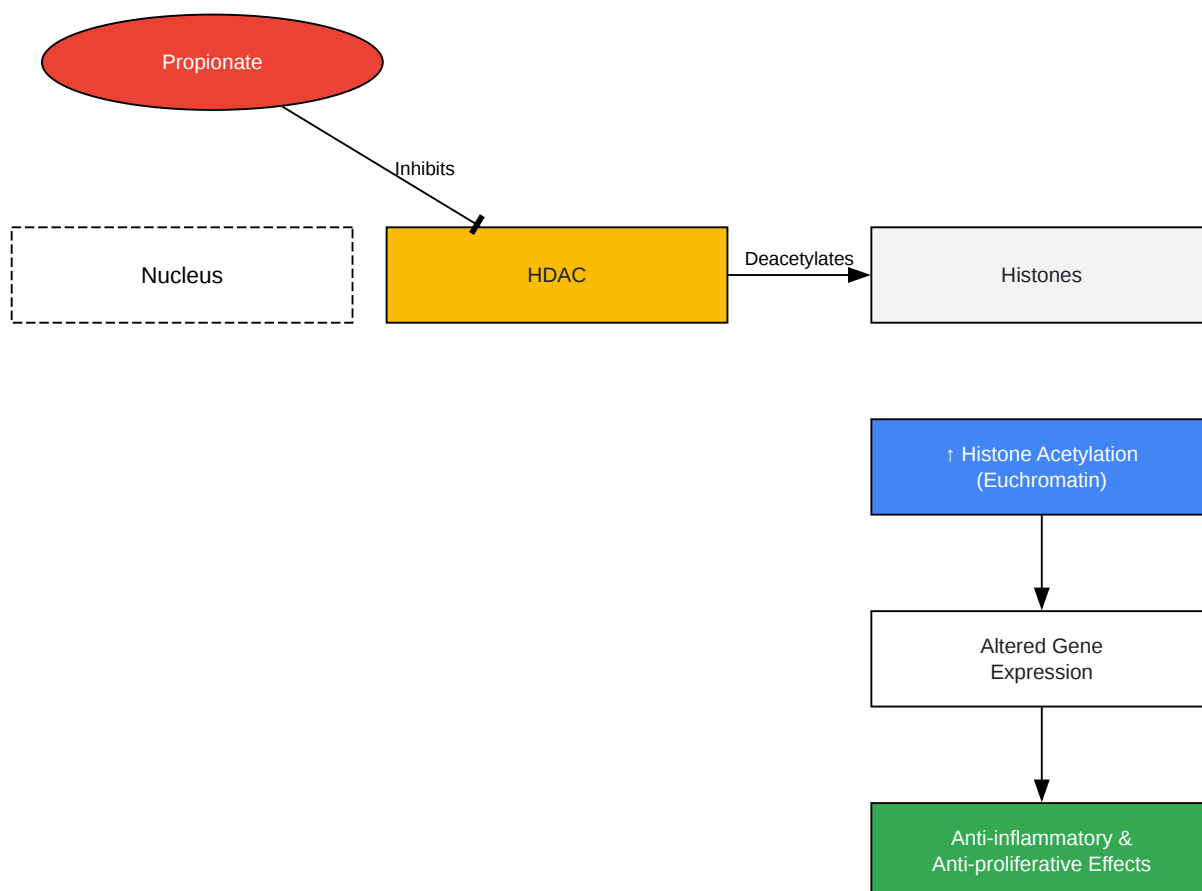 Propionate
Inhibits
Nucleus
HDAC
Deacetylates
Histones
↑ Histone Acetylation
(Euchromatin)
Altered Gene
Expression
Anti-inflammatory &
Anti-proliferative Effects